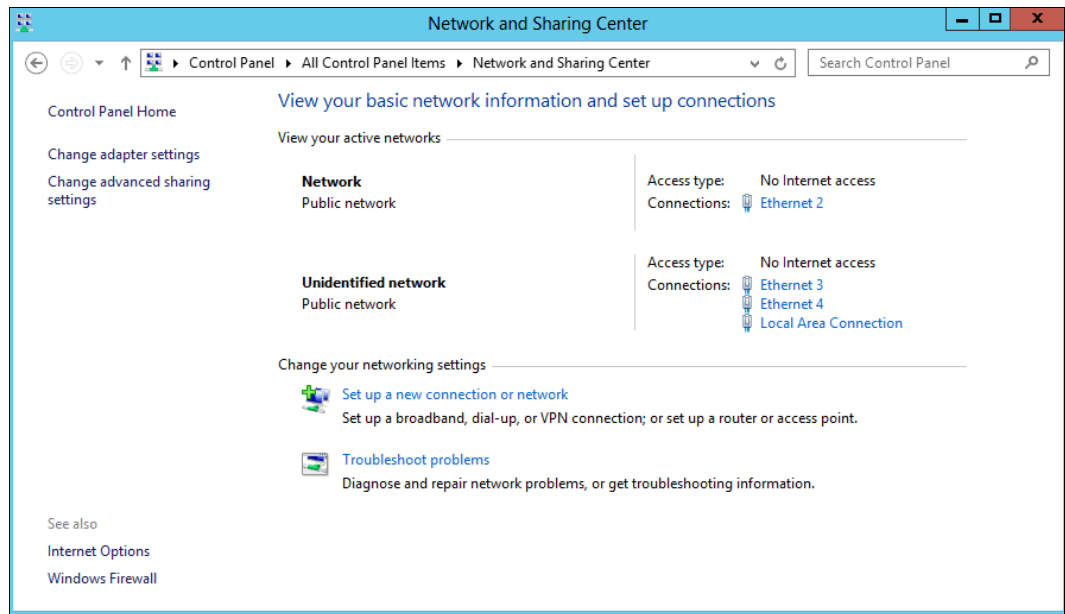 Network and Sharing Center
Control Panel ▸ All Control Panel Items ▸ Network and Sharing Center
Search Control Panel
Control Panel Home
Change adapter settings
Change advanced sharing
settings
View your basic network information and set up connections
View your active networks
Network
Public network
Access type: No Internet access
Connections: Ethernet 2
Unidentified network
Public network
Access type: No Internet access
Connections: Ethernet 3
Ethernet 4
Local Area Connection
Change your networking settings
Set up a new connection or network
Set up a broadband, dial-up, or VPN connection; or set up a router or access point.
Troubleshoot problems
Diagnose and repair network problems, or get troubleshooting information.
See also
Internet Options
Windows Firewall